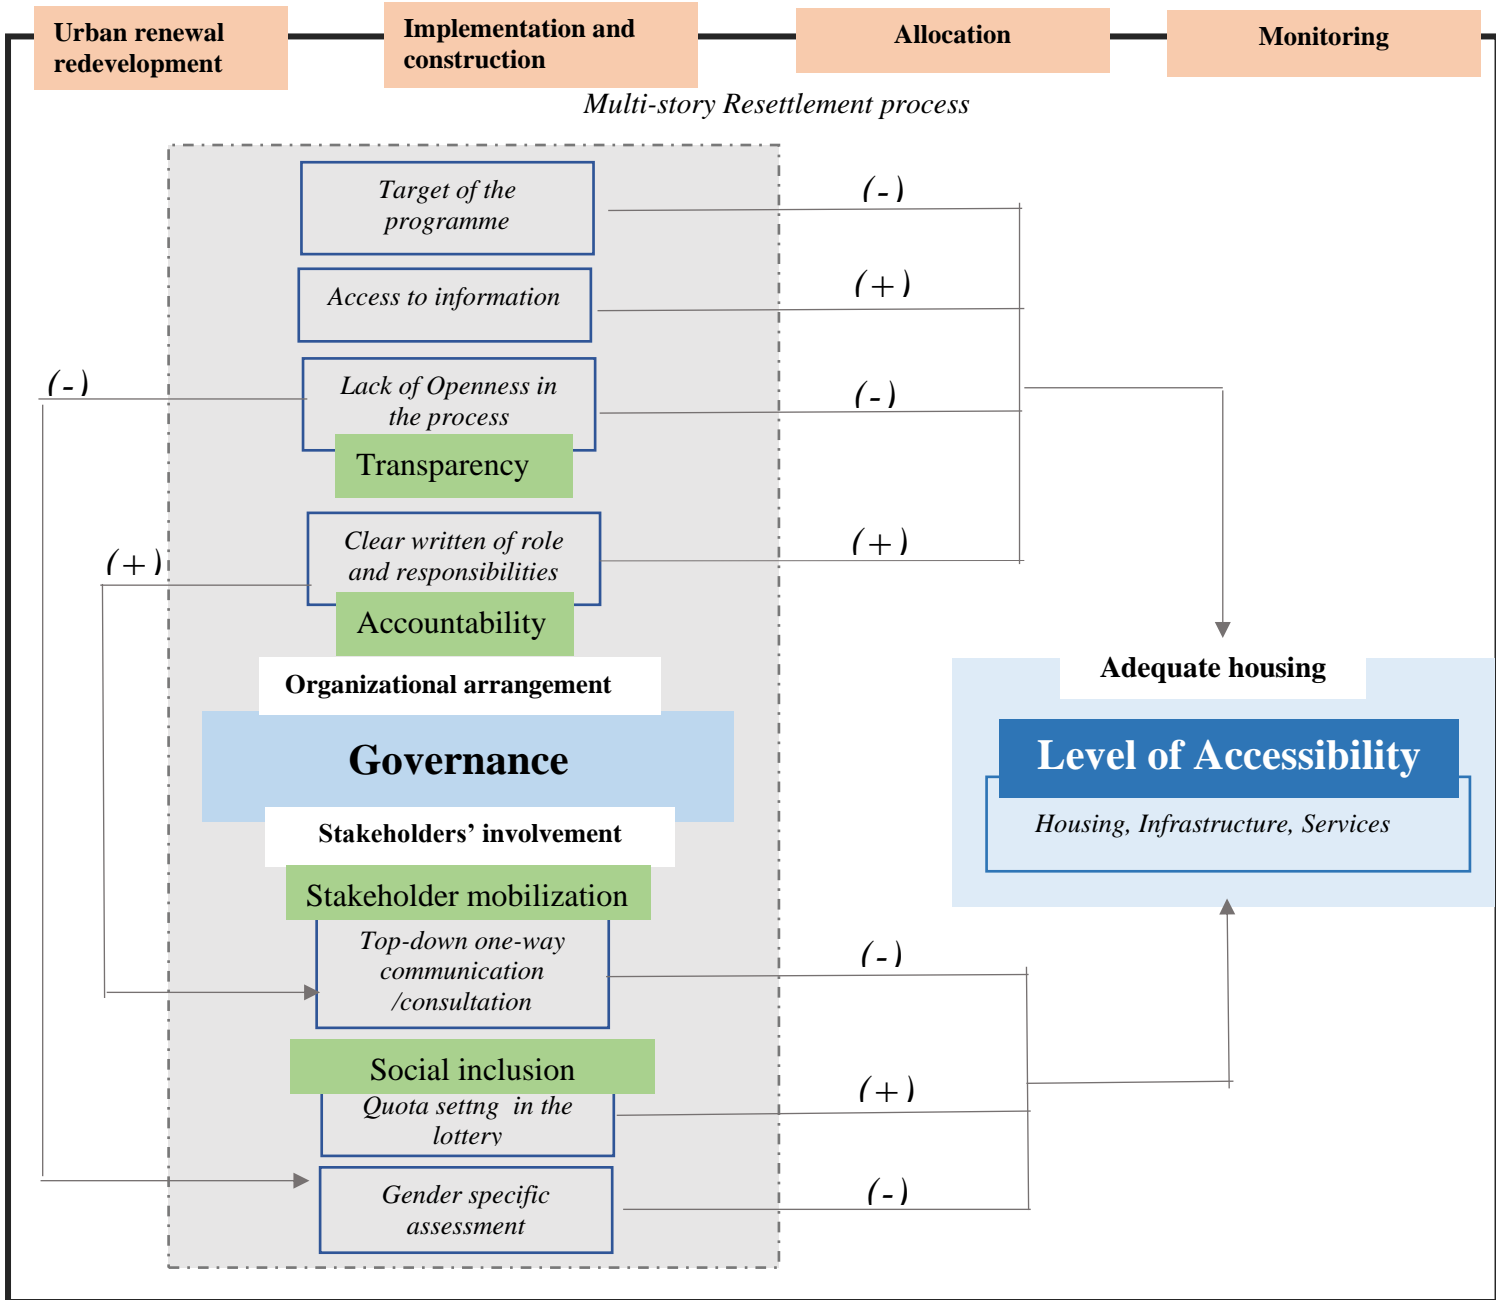 Urban renewal
redevelopment
Implementation and
construction
Allocation
Monitoring
Multi-story Resettlement process
Target of the
programme
(-)
Access to information
(+)
(-)
Lack of Openness in
the process
(-)
Transparency
(+)
Clear written of role
and responsibilities
(+)
Accountability
Organizational arrangement
Governance
Stakeholders' involvement
Adequate housing
Level of Accessibility
Housing, Infrastructure, Services
Stakeholder mobilization
Top-down one-way
communication
/consultation
(-)
Social inclusion
Quota settng in the
lottery
(+)
Gender specific
assessment
(-)